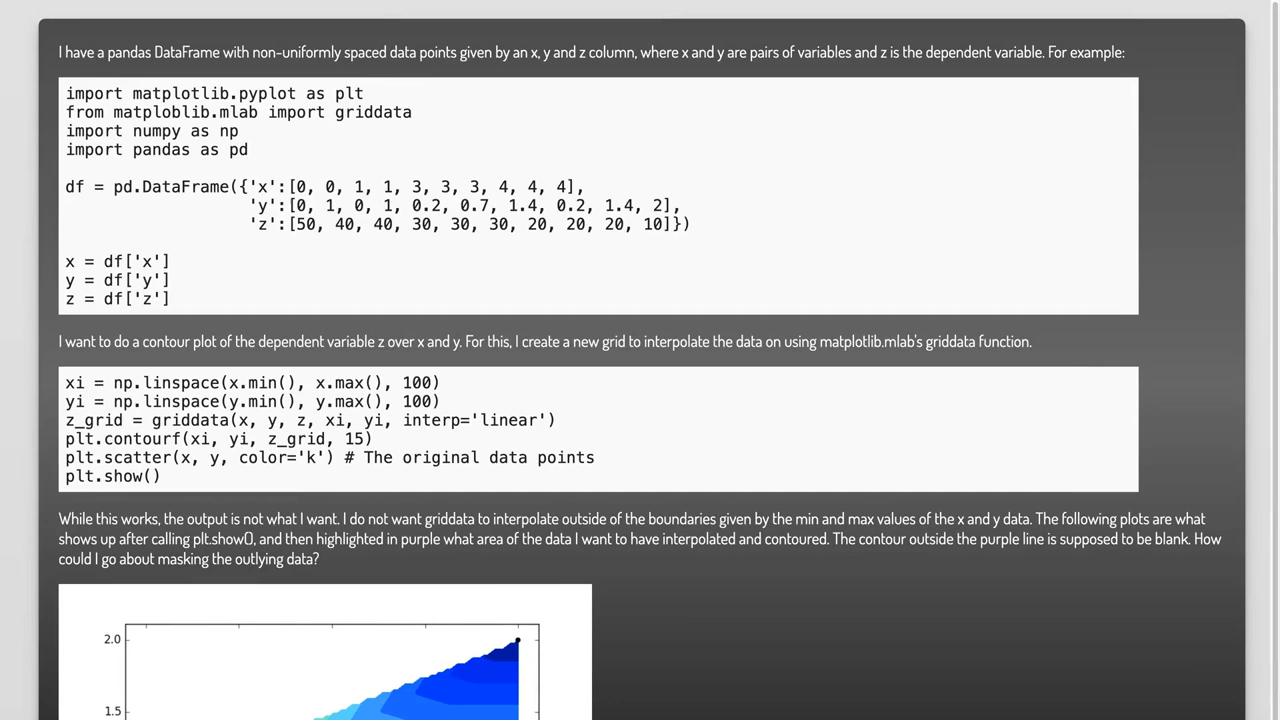 I have a pandas DataFrame with non-uniformly spaced data points given by an x, y and z column, where x and y are pairs of variables and z is the dependent variable. For example:
import matplotlib.pyplot as plt
from matploblib.mlab import griddata
import numpy as np
import pandas as pd
df = pd.DataFrame({'x':[0, 0, 1, 1, 3, 3, 3, 4, 4, 4],
'y':[0, 1, 0, 1, 0.2, 0.7, 1.4, 0.2, 1.4, 2],
'z':[50, 40, 40, 30, 30, 30, 20, 20, 20, 10]})
x = df['x']
y = df['y']
z = df['z']
I want to do a contour plot of the dependent variable z over x and y. For this, I create a new grid to interpolate the data on using matplotlib.mlab's griddata function.
xi = np.linspace(x.min(), x.max(), 100)
yi = np.linspace(y.min(), y.max(), 100)
z_grid = griddata(x, y, z, xi, yi, interp='linear')
plt.contourf(xi, yi, z_grid, 15)
plt.scatter(x, y, color='k') # The original data points
plt.show()
While this works, the output is not what I want. I do not want griddata to interpolate outside of the boundaries given by the min and max values of the x and y data. The following plots are what
shows up after calling plt.show(), and then highlighted in purple what area of the data I want to have interpolated and contoured. The contour outside the purple line is supposed to be blank. How
could I go about masking the outlying data?
2.0
1.5